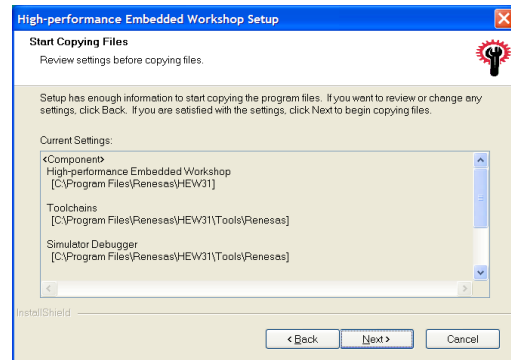 High-performance Embedded Workshop Setup
Start Copying Files
Review settings before copying files.
Setup has enough information to start copying the program files. If you want to review or change any
settings, click Back. If you are satisfied with the settings, click Next to begin copying files.
Current Settings:
<Component>
High-performance Embedded Workshop
[C:\Program Files\Renesas\HEW31]
Toolchains
[C:\Program Files\Renesas\HEW31\Tools\Renesas]
Simulator Debugger
[C:\Program Files\Renesas\HEW31\Tools\Renesas]
InstallShield
< Back
Next >
Cancel